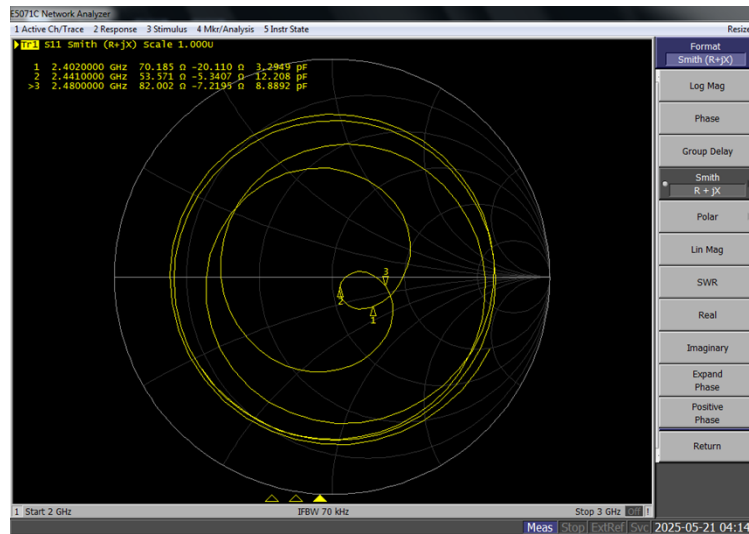 E5071C Network Analyzer
1 Active Ch/Trace 2 Response 3 Stimulus 4 Mkr/Analysis 5 Instr State
Resize
Tr1 S11 Smith (R+jX) Scale 1.000U
1 2.4020000 GHz 70.185 Ω -20.110 Ω 3.2949 pF
2 2.4410000 GHz 53.571 Ω -5.3407 Ω 12.208 pF
>3 2.4800000 GHz 82.002 Ω -7.2195 Ω 8.8892 pF
3
2
1
Format
Smith (R+jX)
Log Mag
Phase
Group Delay
Smith
R + jX
Polar
Lin Mag
SWR
Real
Imaginary
Expand
Phase
Positive
Phase
Return
1 Start 2 GHz IFBW 70 kHz Stop 3 GHz Off !
Meas Stop ExtRef Svc 2025-05-21 04:14